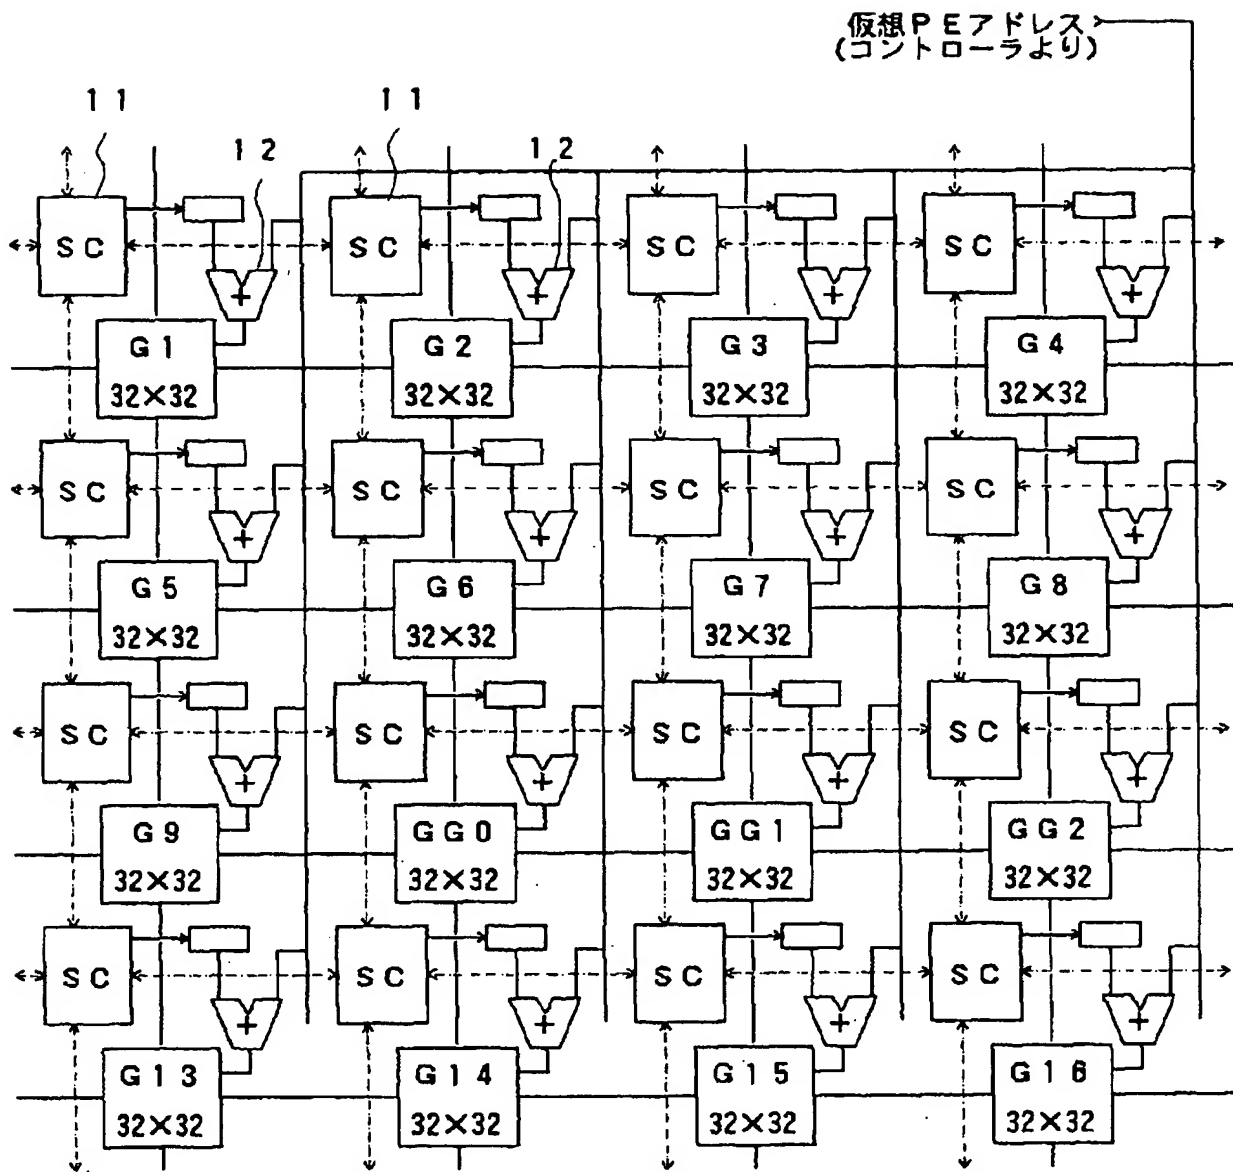 仮想PEアドレス
(コントローラより)
11 11
12 12
SC SC SC SC
+ + + +
G1 G2 G3 G4
32×32 32×32 32×32 32×32
SC SC SC SC
+ + + +
G5 G6 G7 G8
32×32 32×32 32×32 32×32
SC SC SC SC
+ + + +
G9 GG0 GG1 GG2
32×32 32×32 32×32 32×32
SC SC SC SC
+ + + +
G13 G14 G15 G16
32×32 32×32 32×32 32×32